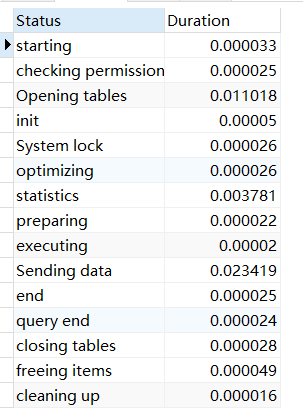 Status Duration
starting 0.000033
checking permission 0.000025
Opening tables 0.011018
init 0.00005
System lock 0.000026
optimizing 0.000026
statistics 0.003781
preparing 0.000022
executing 0.00002
Sending data 0.023419
end 0.000025
query end 0.000024
closing tables 0.000028
freeing items 0.000049
cleaning up 0.000016